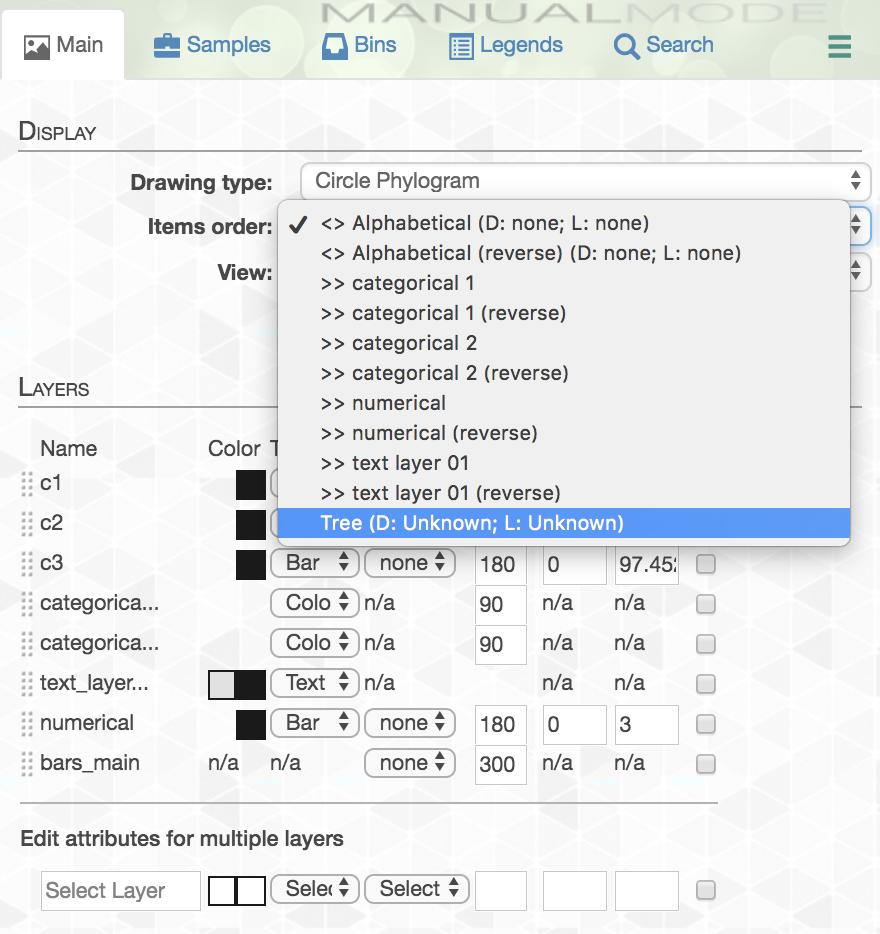 MANUALMODE
Main Samples Bins Legends Search
Display
Drawing type: Circle Phylogram
Items order: ✔ <> Alphabetical (D: none; L: none)
<> Alphabetical (reverse) (D: none; L: none)
View:
>> categorical 1
>> categorical 1 (reverse)
>> categorical 2
>> categorical 2 (reverse)
>> numerical
>> numerical (reverse)
>> text layer 01
>> text layer 01 (reverse)
Tree (D: Unknown; L: Unknown)
Layers
Name Color
c1
c2
c3 Bar none 180 0 97.45
categorica... Colo n/a 90 n/a n/a
categorica... Colo n/a 90 n/a n/a
text_layer... Text n/a n/a n/a
numerical Bar none 180 0 3
bars_main n/a n/a none 300 n/a n/a
Edit attributes for multiple layers
Select Layer Selec Select